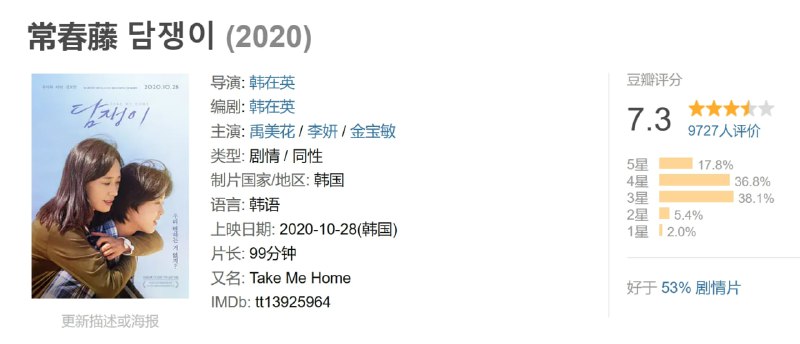 常春藤 담쟁이 (2020)
2020.10.28
담쟁이
导演: 韩在英
编剧: 韩在英
主演: 禹美花 / 李妍 / 金宝敏
类型: 剧情 / 同性
制片国家/地区: 韩国
语言: 韩语
上映日期: 2020-10-28(韩国)
片长: 99分钟
又名: Take Me Home
IMDb: tt13925964
更新描述或海报
豆瓣评分
7.3
9727人评价
5星 17.8%
4星 36.8%
3星 38.1%
2星 5.4%
1星 2.0%
好于 53% 剧情片